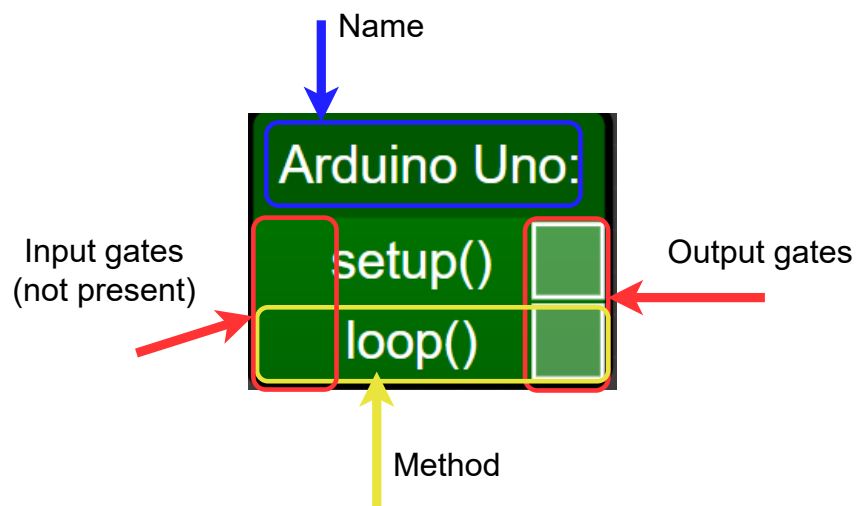 Name
Arduino Uno:
Input gates
(not present)
setup()
Output gates
loop()
Method